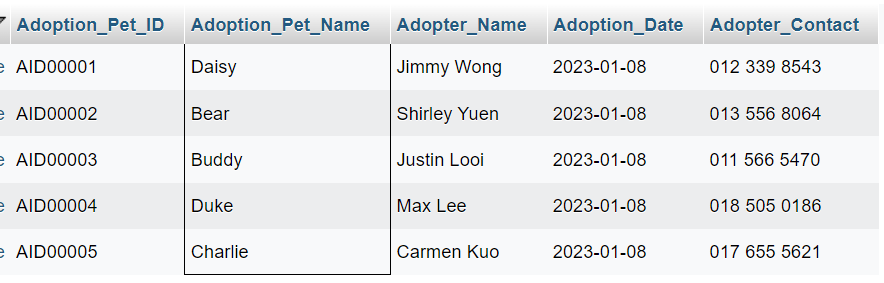 Adoption_Pet_ID Adoption_Pet_Name Adopter_Name Adoption_Date Adopter_Contact
e AID00001 Daisy Jimmy Wong 2023-01-08 012 339 8543
e AID00002 Bear Shirley Yuen 2023-01-08 013 556 8064
e AID00003 Buddy Justin Looi 2023-01-08 011 566 5470
e AID00004 Duke Max Lee 2023-01-08 018 505 0186
e AID00005 Charlie Carmen Kuo 2023-01-08 017 655 5621